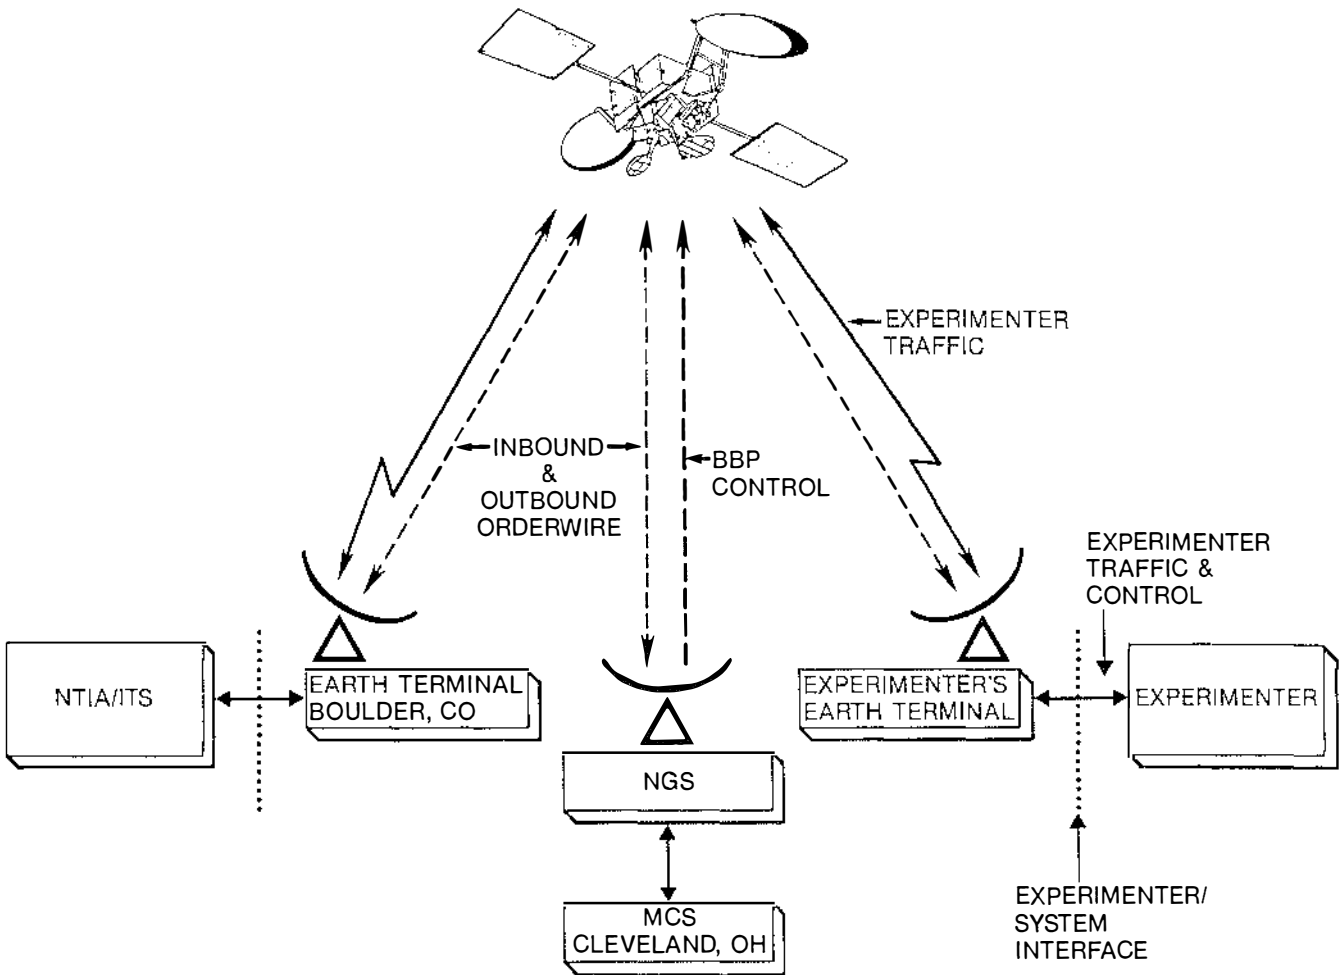 EXPERIMENTER
TRAFFIC
INBOUND
&
OUTBOUND
ORDERWIRE
BBP
CONTROL
EXPERIMENTER
TRAFFIC &
CONTROL
NTIA/ITS
EARTH TERMINAL
BOULDER, CO
EXPERIMENTER'S
EARTH TERMINAL
EXPERIMENTER
NGS
MCS
CLEVELAND, OH
EXPERIMENTER/
SYSTEM
INTERFACE